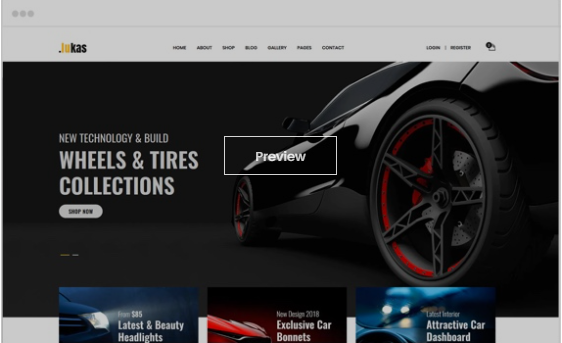 .lukas
HOME ABOUT SHOP BLOG GALLERY PAGES CONTACT
LOGIN | REGISTER
NEW TECHNOLOGY & BUILD
WHEELS & TIRES
COLLECTIONS
SHOP NOW
Preview
From $85
Latest & Beauty
Headlights
New Design 2018
Exclusive Car
Bonnets
Latest Interior
Attractive Car
Dashboard